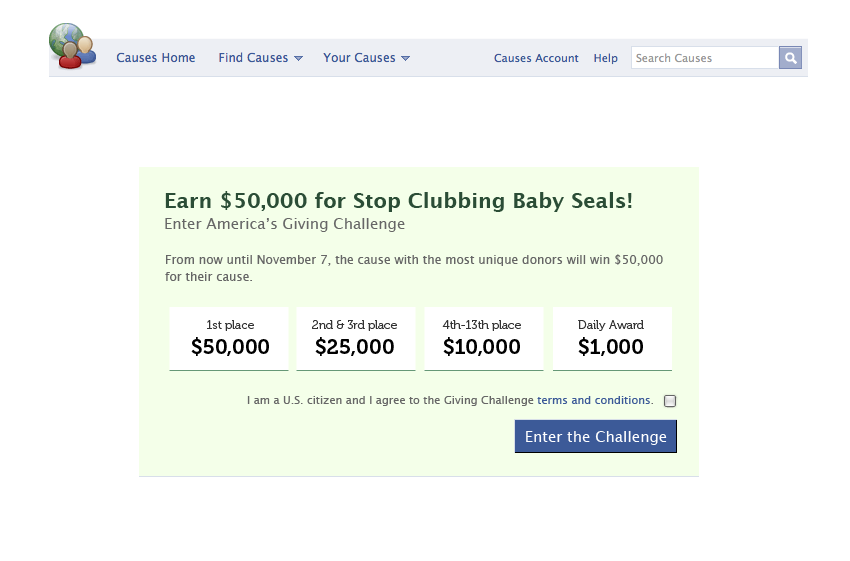 Causes Home Find Causes Your Causes Causes Account Help Search Causes
Earn $50,000 for Stop Clubbing Baby Seals!
Enter America's Giving Challenge
From now until November 7, the cause with the most unique donors will win $50,000
for their cause.
1st place 2nd & 3rd place 4th-13th place Daily Award
$50,000 $25,000 $10,000 $1,000
I am a U.S. citizen and I agree to the Giving Challenge terms and conditions.
Enter the Challenge